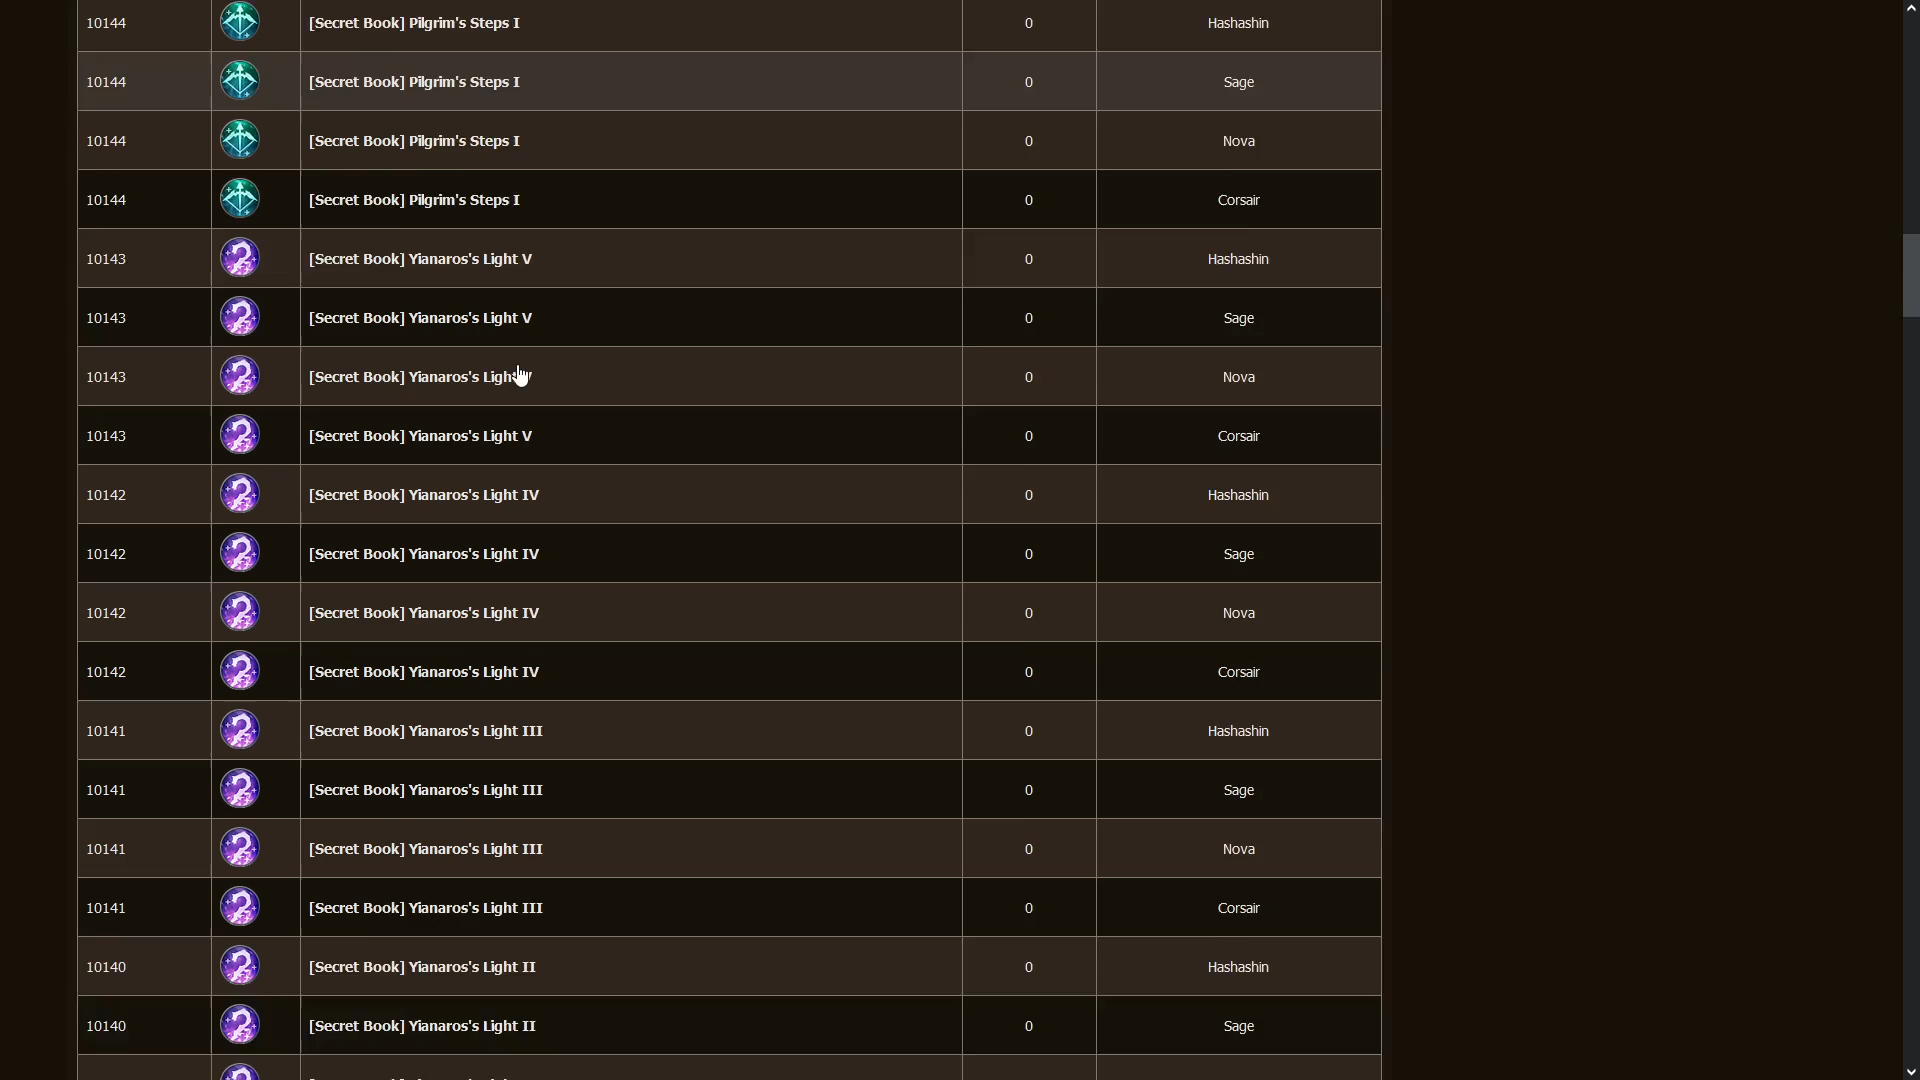 10144 [Secret Book] Pilgrim's Steps I 0 Hashashin
10144 [Secret Book] Pilgrim's Steps I 0 Sage
10144 [Secret Book] Pilgrim's Steps I 0 Nova
10144 [Secret Book] Pilgrim's Steps I 0 Corsair
10143 [Secret Book] Yianaros's Light V 0 Hashashin
10143 [Secret Book] Yianaros's Light V 0 Sage
10143 [Secret Book] Yianaros's Light V 0 Nova
10143 [Secret Book] Yianaros's Light V 0 Corsair
10142 [Secret Book] Yianaros's Light IV 0 Hashashin
10142 [Secret Book] Yianaros's Light IV 0 Sage
10142 [Secret Book] Yianaros's Light IV 0 Nova
10142 [Secret Book] Yianaros's Light IV 0 Corsair
10141 [Secret Book] Yianaros's Light III 0 Hashashin
10141 [Secret Book] Yianaros's Light III 0 Sage
10141 [Secret Book] Yianaros's Light III 0 Nova
10141 [Secret Book] Yianaros's Light III 0 Corsair
10140 [Secret Book] Yianaros's Light II 0 Hashashin
10140 [Secret Book] Yianaros's Light II 0 Sage